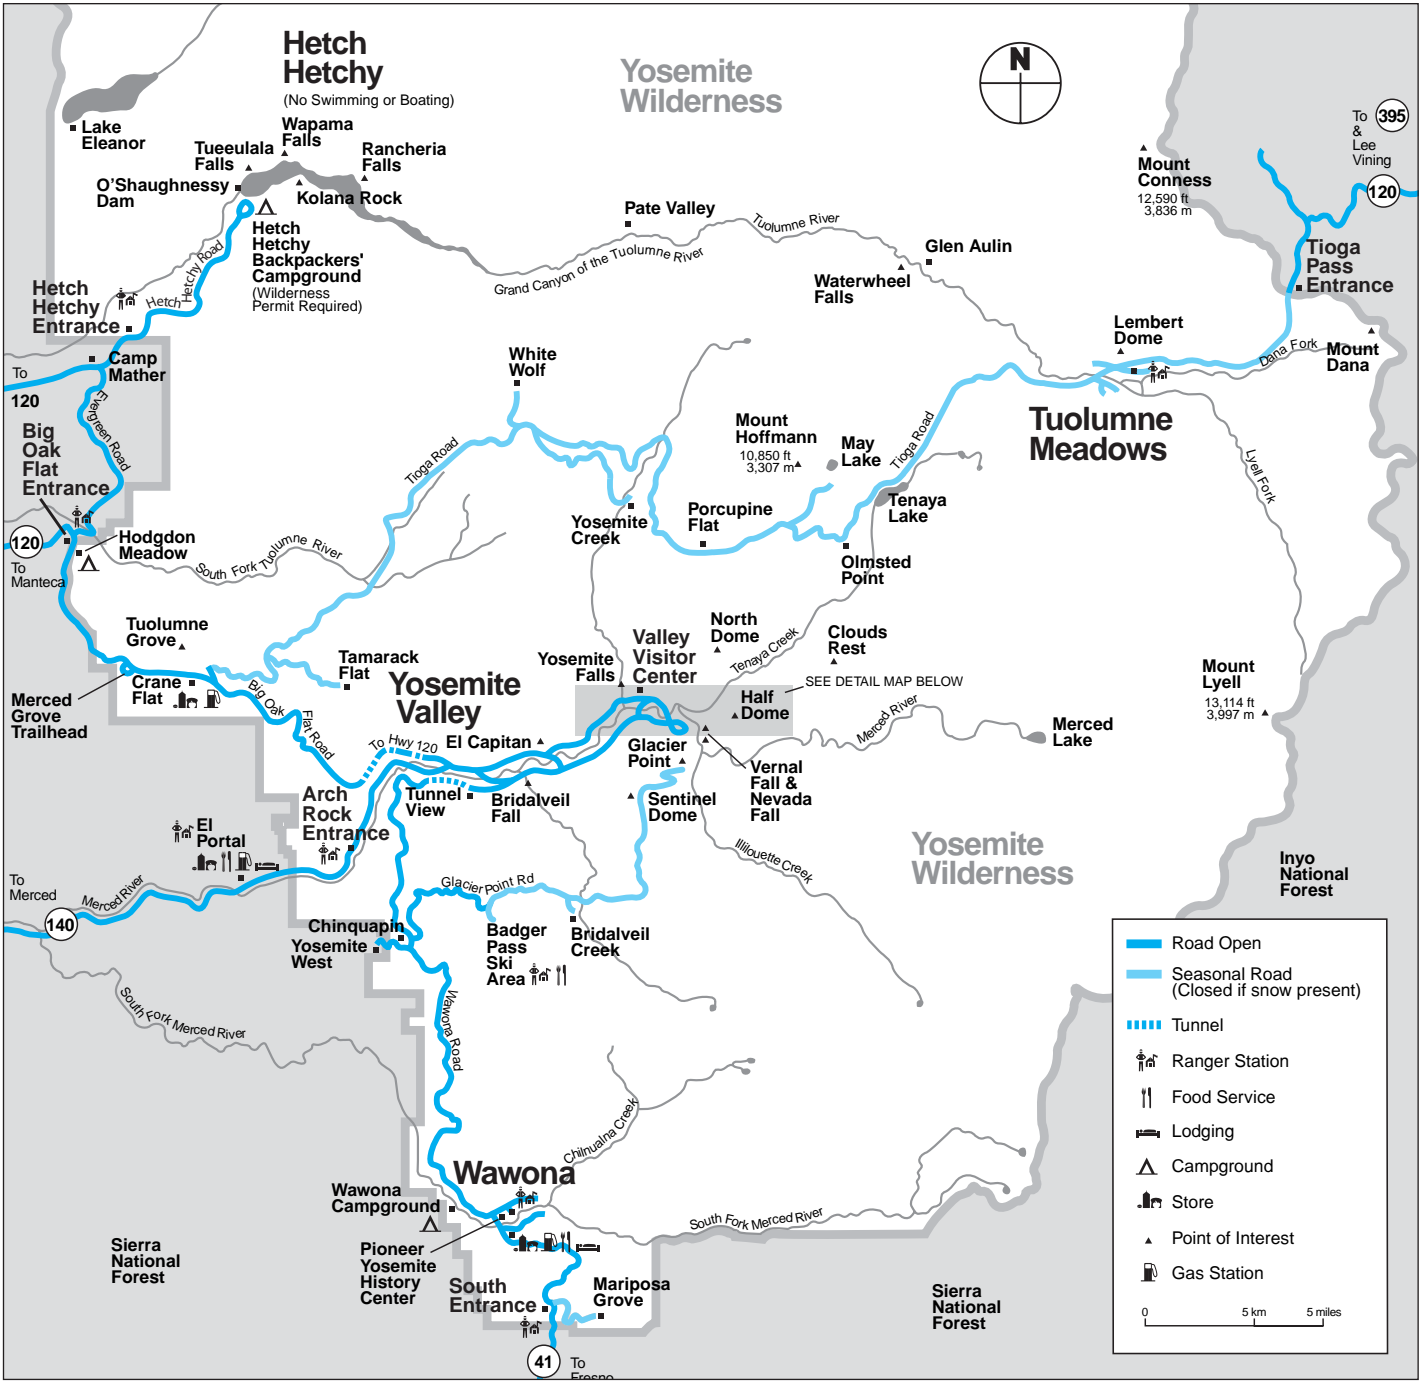 Hetch
Hetchy
(No Swimming or Boating)
Yosemite
Wilderness
N
To 395
&
Lee
Vining
120
Lake
Eleanor
Wapama
Falls
Tueeulala
Falls
Rancheria
Falls
O'Shaughnessy
Dam
Kolana Rock
Mount
Conness
12,590 ft
3,836 m
Pate Valley
Tuolumne River
Grand Canyon of the Tuolumne River
Glen Aulin
Waterwheel
Falls
Hetch
Hetchy
Backpackers'
Campground
(Wilderness
Permit Required)
Hetch Hetchy Road
Tioga
Pass
Entrance
Hetch
Hetchy
Entrance
Camp
Mather
To
120
Evergreen Road
White
Wolf
Lembert
Dome
Dana Fork
Mount
Dana
Tuolumne
Meadows
Big
Oak
Flat
Entrance
Mount
Hoffmann
10,850 ft
3,307 m
May
Lake
Tioga Road
Tioga Road
Lyell Fork
Tenaya
Lake
Yosemite
Creek
Porcupine
Flat
Olmsted
Point
120
To
Manteca
Hodgdon
Meadow
South Fork Tuolumne River
Tuolumne
Grove
North
Dome
Valley
Visitor
Center
Tenaya Creek
Clouds
Rest
Yosemite
Falls
Tamarack
Flat
Crane
Flat
Merced
Grove
Trailhead
Big Oak Flat Road
Yosemite
Valley
SEE DETAIL MAP BELOW
Half
Dome
Merced River
Mount
Lyell
13,114 ft
3,997 m
Merced
Lake
To Hwy 120
El Capitan
Glacier
Point
Vernal
Fall &
Nevada
Fall
Tunnel
View
Bridalveil
Fall
Sentinel
Dome
Arch
Rock
Entrance
El
Portal
Illilouette Creek
Yosemite
Wilderness
Inyo
National
Forest
To
Merced
140
Merced River
Glacier Point Rd
Chinquapin
Yosemite
West
Badger
Pass
Ski
Area
Bridalveil
Creek
Wawona Road
South Fork Merced River
Road Open
Seasonal Road
(Closed if snow present)
Tunnel
Ranger Station
Food Service
Lodging
Campground
Store
Point of Interest
Gas Station
0 5 km 5 miles
Chilnualna Creek
Wawona
Wawona
Campground
South Fork Merced River
Pioneer
Yosemite
History
Center
South
Entrance
Mariposa
Grove
Sierra
National
Forest
Sierra
National
Forest
41
To
Fresno